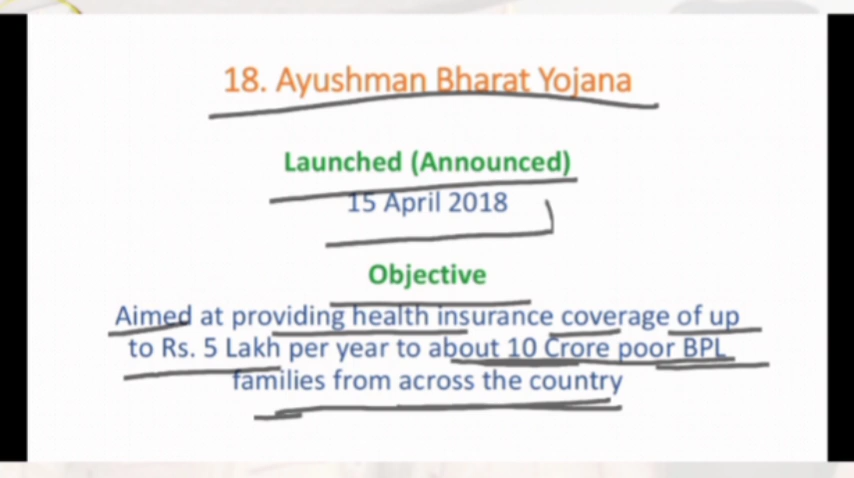 18. Ayushman Bharat Yojana
Launched (Announced)
15 April 2018
Objective
Aimed at providing health insurance coverage of up
to Rs. 5 Lakh per year to about 10 Crore poor BPL
families from across the country